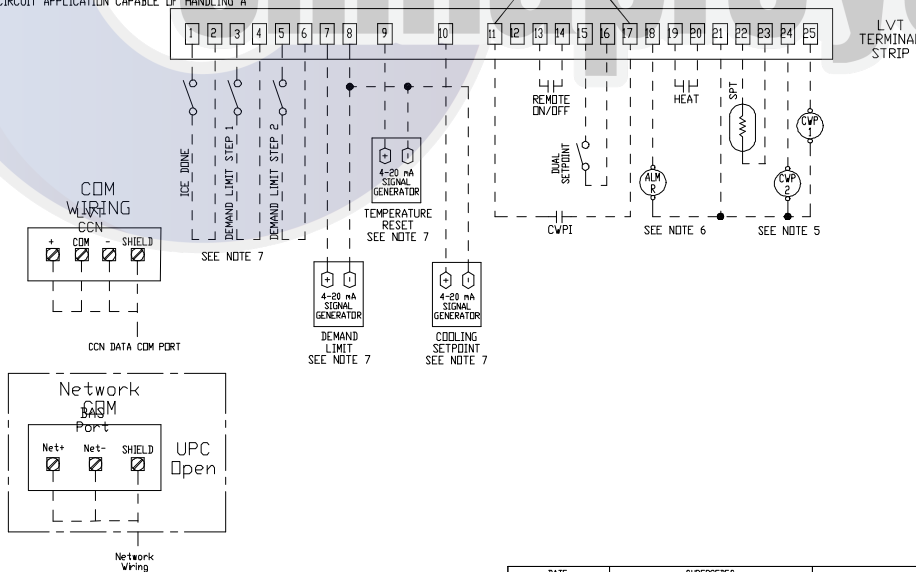 CIRCUIT APPLICATION CAPABLE OF HANDLING A
1 2 3 4 5 6 7 8 9 10 11 12 13 14 15 16 17 18 19 20 21 22 23 24 25
LVT
TERMINAL
STRIP
ICE DONE
DEMAND LIMIT STEP 1
DEMAND LIMIT STEP 2
SEE NOTE 7
+ -
4-20 mA
SIGNAL
GENERATOR
TEMPERATURE
RESET
SEE NOTE 7
+ -
4-20 mA
SIGNAL
GENERATOR
DEMAND
LIMIT
SEE NOTE 7
+ -
4-20 mA
SIGNAL
GENERATOR
COOLING
SETPOINT
SEE NOTE 7
REMOTE
ON/OFF
DUAL
SETPOINT
CWPI
HEAT
SPT
ALM
R
CWP
1
CWP
2
SEE NOTE 6
SEE NOTE 5
COM
WIRING
LVT
CCN
+ COM - SHIELD
CCN DATA COM PORT
Network
COM
BAS
Port
Net+ Net- SHIELD
UPC
Open
Network
Wiring
DATE
SUPERSEDES